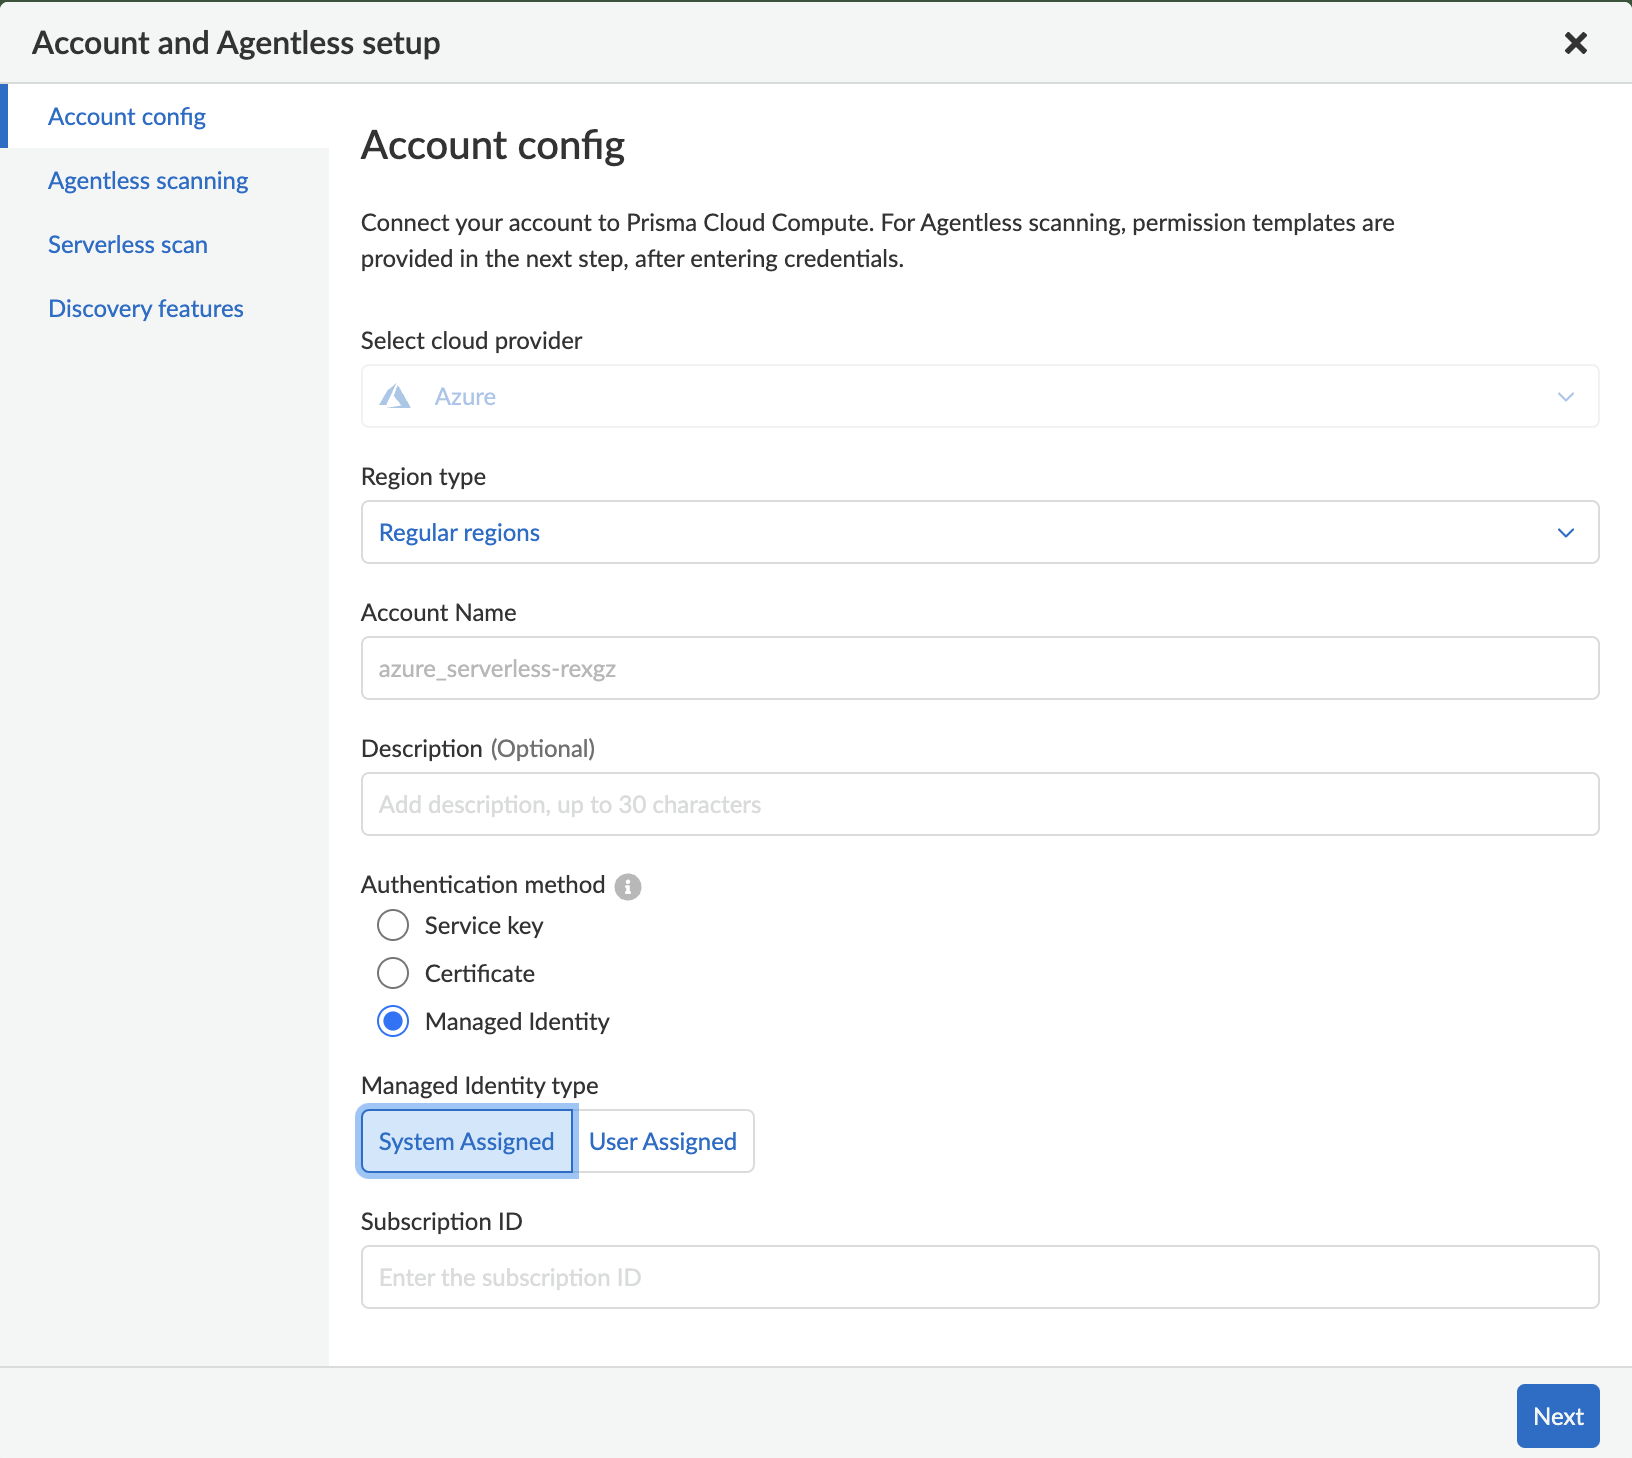 Account and Agentless setup
Account config
Agentless scanning
Serverless scan
Discovery features
Account config
Connect your account to Prisma Cloud Compute. For Agentless scanning, permission templates are
provided in the next step, after entering credentials.
Select cloud provider
Azure
Region type
Regular regions
Account Name
azure_serverless-rexgz
Description (Optional)
Add description, up to 30 characters
Authentication method
Service key
Certificate
Managed Identity
Managed Identity type
System Assigned User Assigned
Subscription ID
Enter the subscription ID
Next